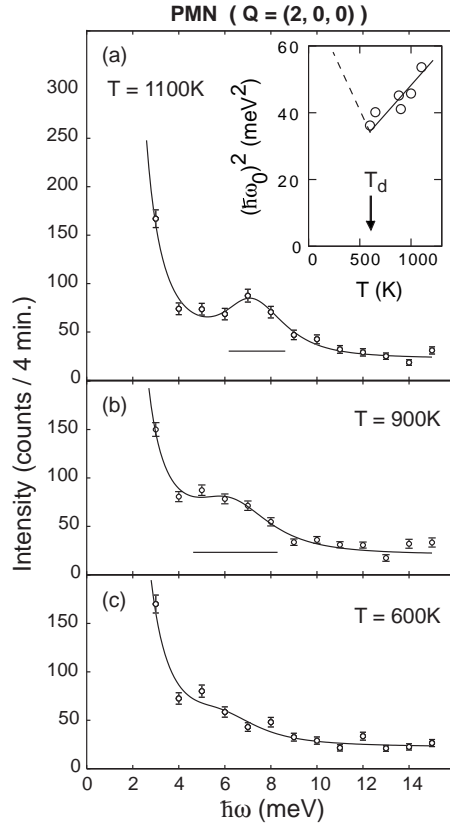 PMN ( Q = (2, 0, 0) )
Intensity (counts / 4 min.)
(a)
T = 1100K
300
250
200
150
100
50
0
(ħω₀)² (meV²)
60
40
20
0
T_d
0 500 1000
T (K)
(b)
T = 900K
150
100
50
0
(c)
T = 600K
150
100
50
0
0 2 4 6 8 10 12 14 16
ħω (meV)